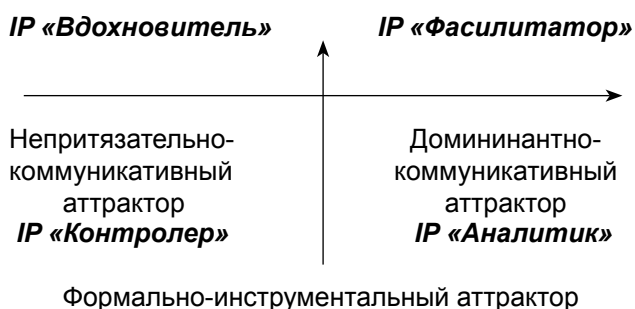 IP «Вдохновитель» IP «Фасилитатор»
Непритязательно- Домининантно-
коммуникативный коммуникативный
аттрактор аттрактор
IP «Контролер» IP «Аналитик»
Формально-инструментальный аттрактор